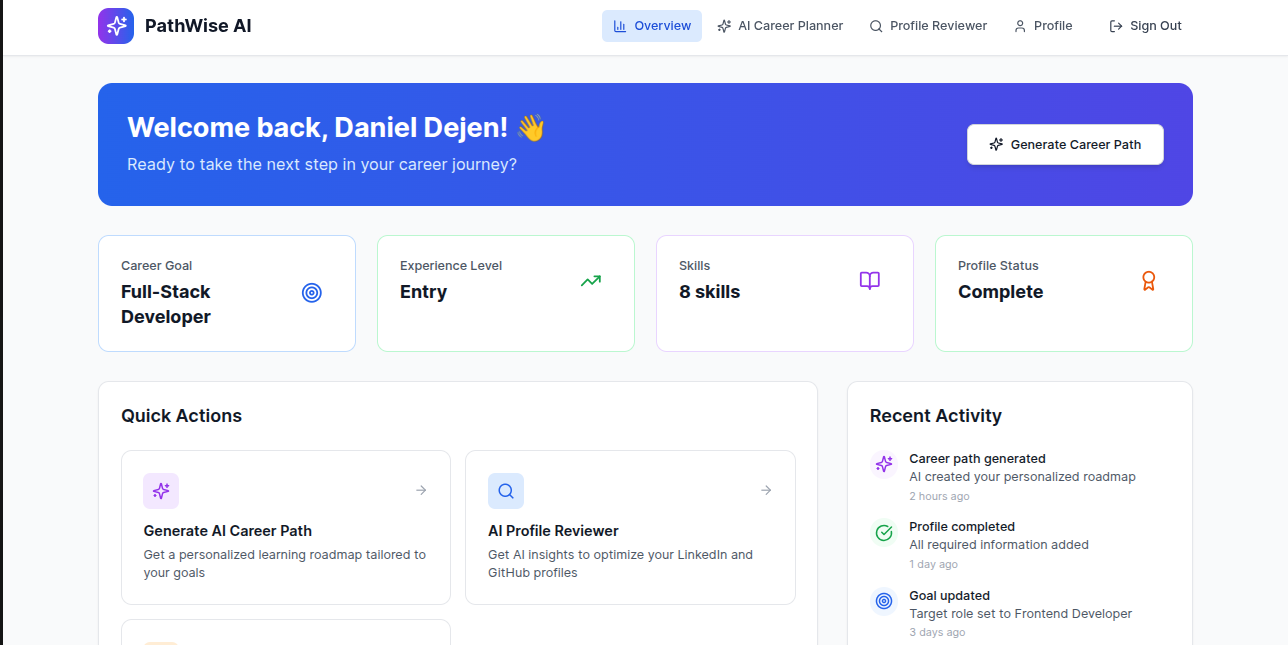 PathWise AI
Overview
AI Career Planner
Profile Reviewer
Profile
Sign Out
Welcome back, Daniel Dejen! 👋
Ready to take the next step in your career journey?
Generate Career Path
Career Goal
Full-Stack
Developer
Experience Level
Entry
Skills
8 skills
Profile Status
Complete
Quick Actions
Generate AI Career Path
Get a personalized learning roadmap tailored to
your goals
AI Profile Reviewer
Get AI insights to optimize your LinkedIn and
GitHub profiles
Recent Activity
Career path generated
AI created your personalized roadmap
2 hours ago
Profile completed
All required information added
1 day ago
Goal updated
Target role set to Frontend Developer
3 days ago